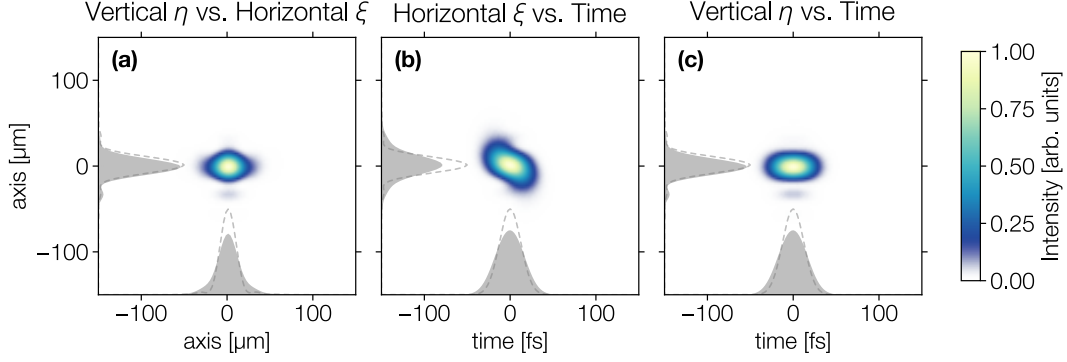 Vertical η vs. Horizontal ξ
Horizontal ξ vs. Time
Vertical η vs. Time
(a)
(b)
(c)
100
0
−100
axis [µm]
−100
0
100
axis [µm]
−100
0
100
time [fs]
−100
0
100
time [fs]
1.00
0.75
0.50
0.25
0.00
Intensity [arb. units]